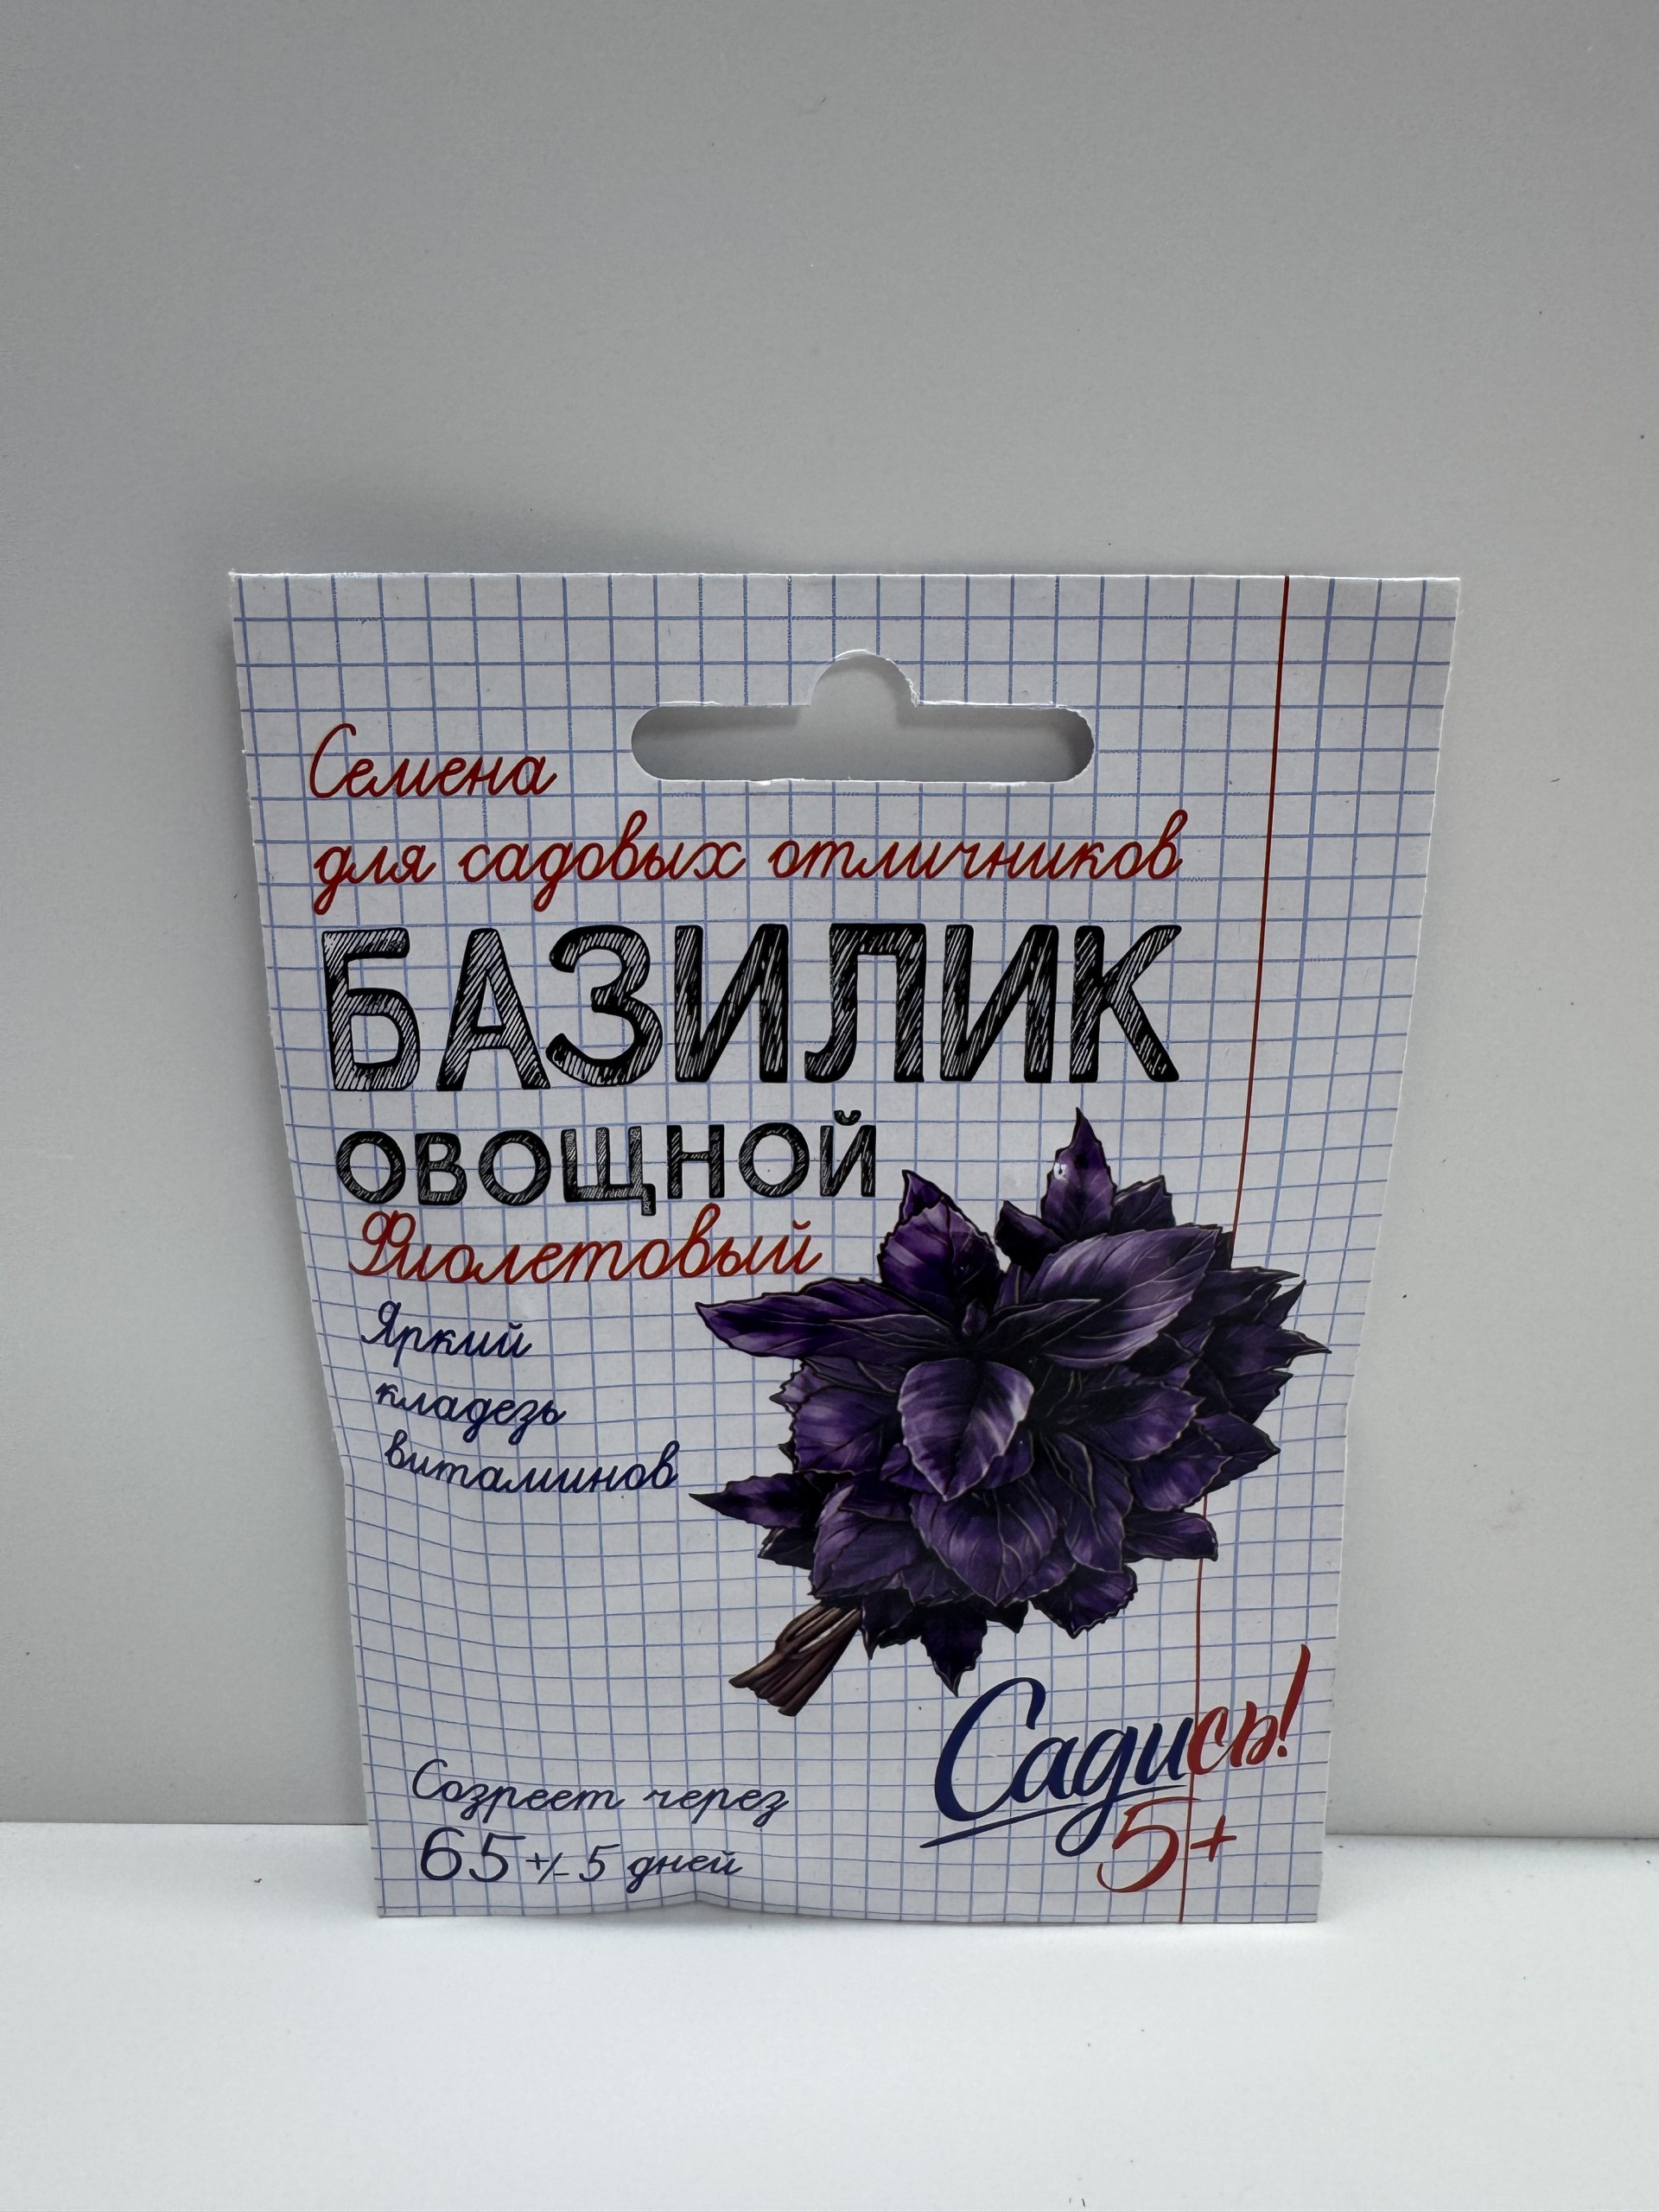 Семена
для садовых отличников
БАЗИЛИК
ОВОЩНОЙ
Фиолетовый
Яркий
кладезь
витаминов
Созреет через
65 +/- 5 дней
Садись!
5+